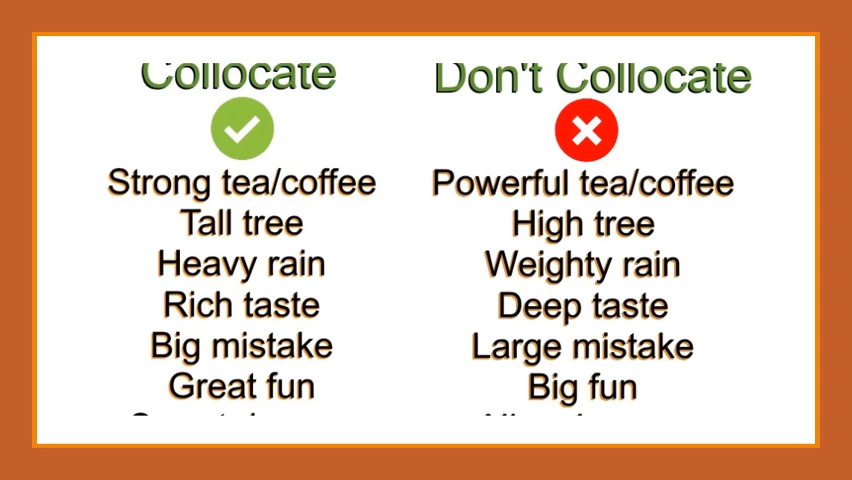 Collocate Don't Collocate
Strong tea/coffee Powerful tea/coffee
Tall tree High tree
Heavy rain Weighty rain
Rich taste Deep taste
Big mistake Large mistake
Great fun Big fun